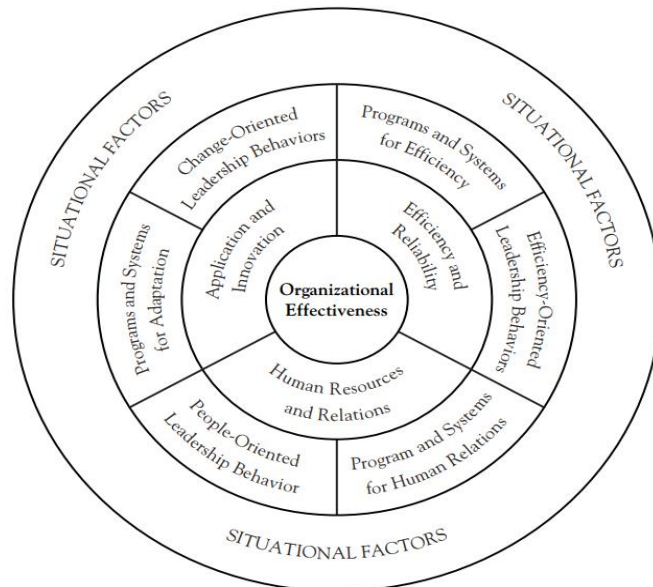 SITUATIONAL FACTORS
SITUATIONAL FACTORS
Change-Oriented
Leadership Behaviors
Programs and Systems
for Efficiency
Programs and Systems
for Adaptation
Application and
Innovation
Efficiency and
Reliability
Efficiency-Oriented
Leadership Behaviors
Organizational
Effectiveness
Human Resources
and Relations
People-Oriented
Leadership Behavior
Program and Systems
for Human Relations
SITUATIONAL FACTORS